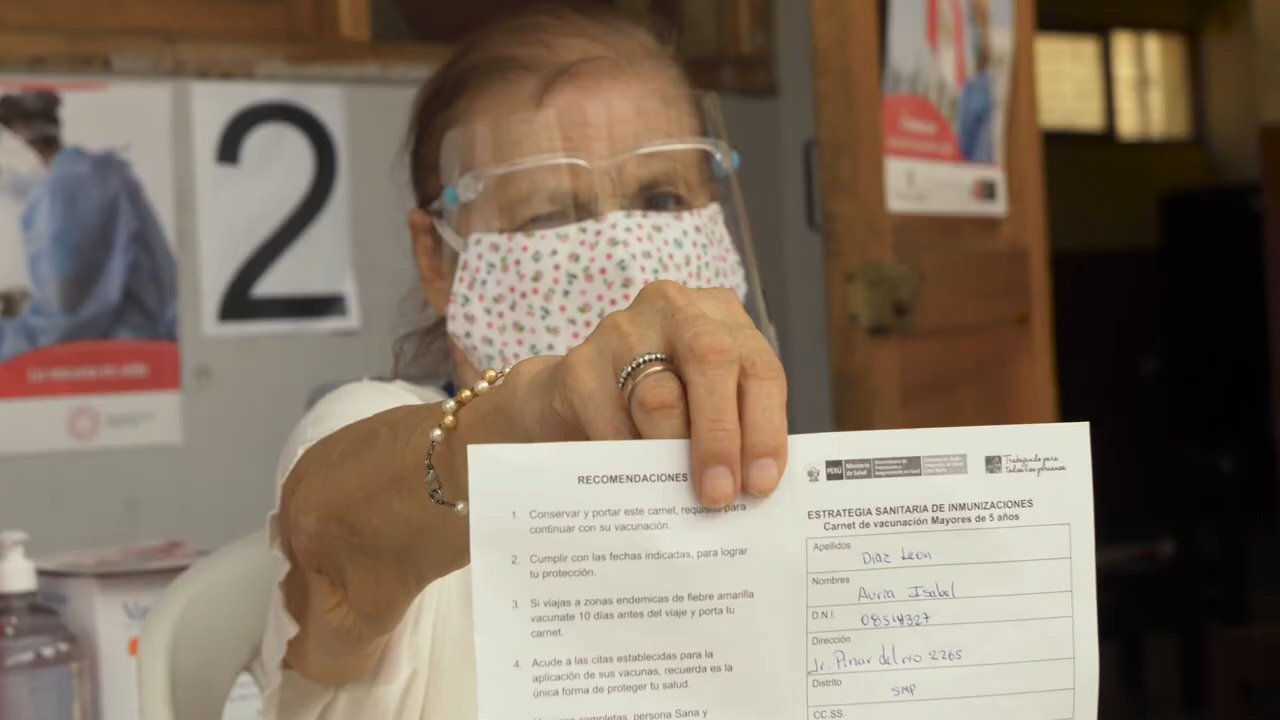 2
RECOMENDACIONES
1. Conservar y portar este carnet, requisito para
continuar con su vacunación.
2. Cumplir con las fechas indicadas, para lograr
tu protección.
3. Si viajas a zonas endemicas de fiebre amarilla
vacunate 10 días antes del viaje y porta tu
carnet.
4. Acude a las citas establecidas para la
aplicación de sus vacunas, recuerda es la
única forma de proteger tu salud.
completas, persona Sana y
PERÚ Ministerio
de Salud
Trabajando para
todos los peruanos
ESTRATEGIA SANITARIA DE INMUNIZACIONES
Carnet de vacunación Mayores de 5 años
Apellidos
Diaz Leon
Nombres
Aurea Isabel
D.N.I.
Dirección
Jr. Pinar del rio 2265
Distrito
SMP
CC.SS